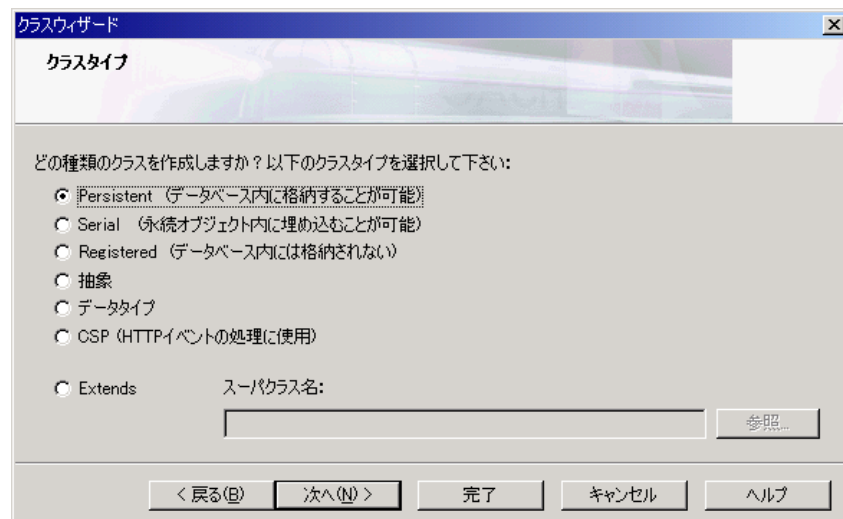 クラスウィザード
クラスタイプ
どの種類のクラスを作成しますか？以下のクラスタイプを選択して下さい:
Persistent （データベース内に格納することが可能）
Serial （永続オブジェクト内に埋め込むことが可能）
Registered （データベース内には格納されない）
抽象
データタイプ
CSP （HTTPイベントの処理に使用）
Extends スーパクラス名:
参照...
< 戻る(B) 次へ(N) > 完了 キャンセル ヘルプ